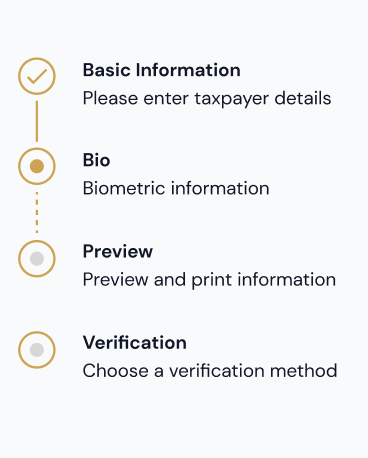 Basic Information
Please enter taxpayer details
Bio
Biometric information
Preview
Preview and print information
Verification
Choose a verification method